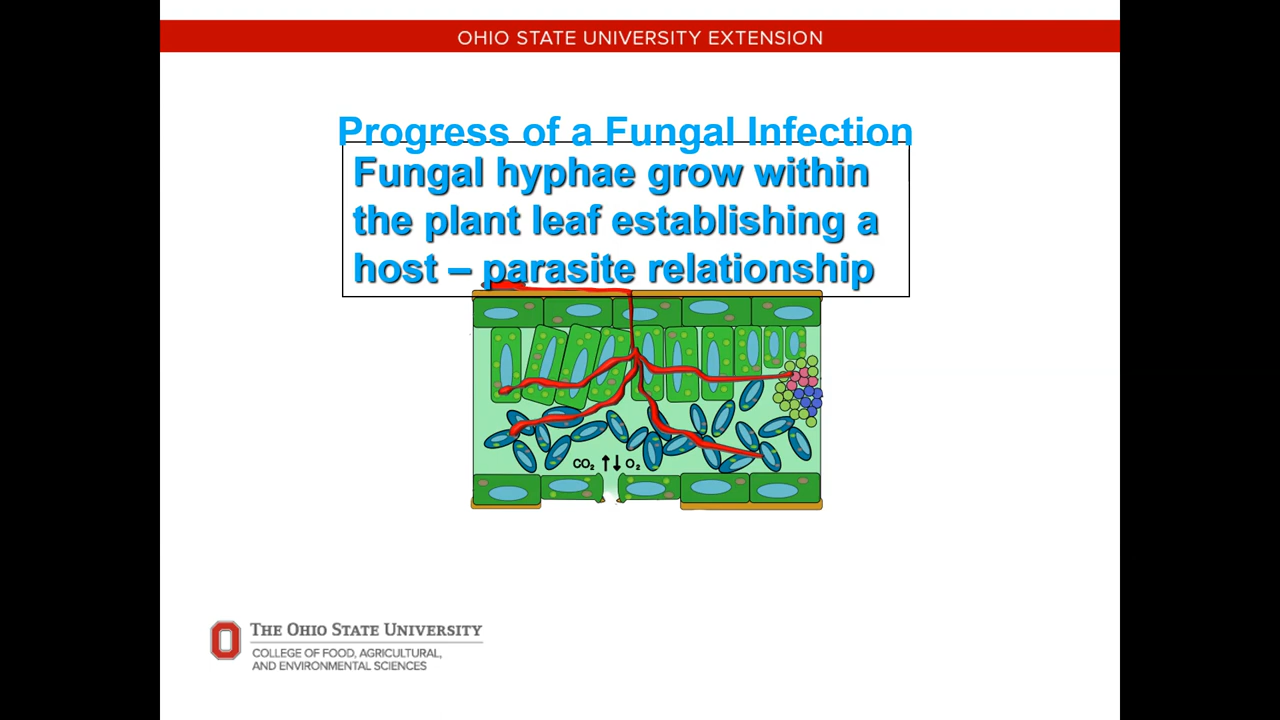 OHIO STATE UNIVERSITY EXTENSION
Progress of a Fungal Infection
Fungal hyphae grow within
the plant leaf establishing a
host – parasite relationship
CO₂ ↑↓ O₂
THE OHIO STATE UNIVERSITY
COLLEGE OF FOOD, AGRICULTURAL,
AND ENVIRONMENTAL SCIENCES